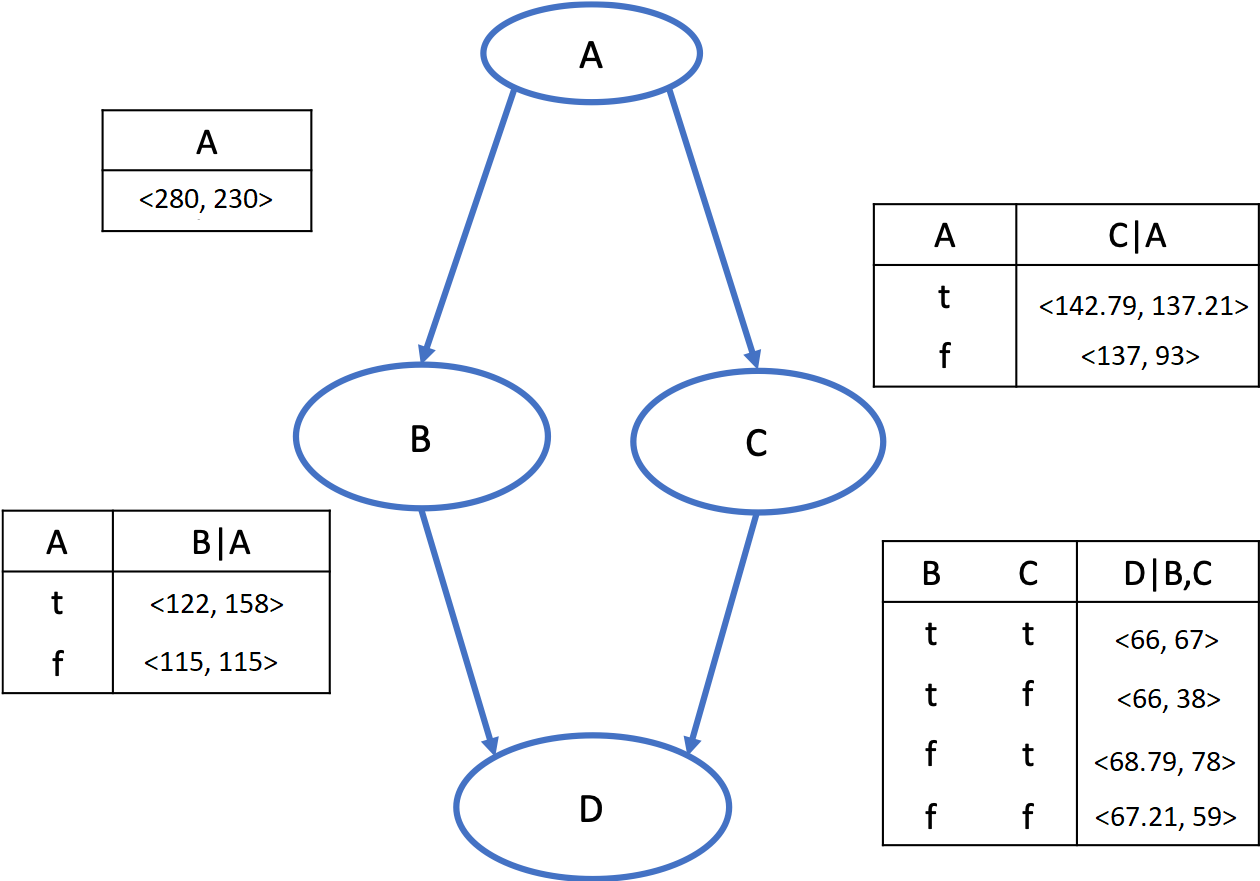 A
A
<280, 230>
A C|A
t <142.79, 137.21>
f <137, 93>
B
C
A B|A
t <122, 158>
f <115, 115>
B C D|B,C
t t <66, 67>
t f <66, 38>
f t <68.79, 78>
f f <67.21, 59>
D